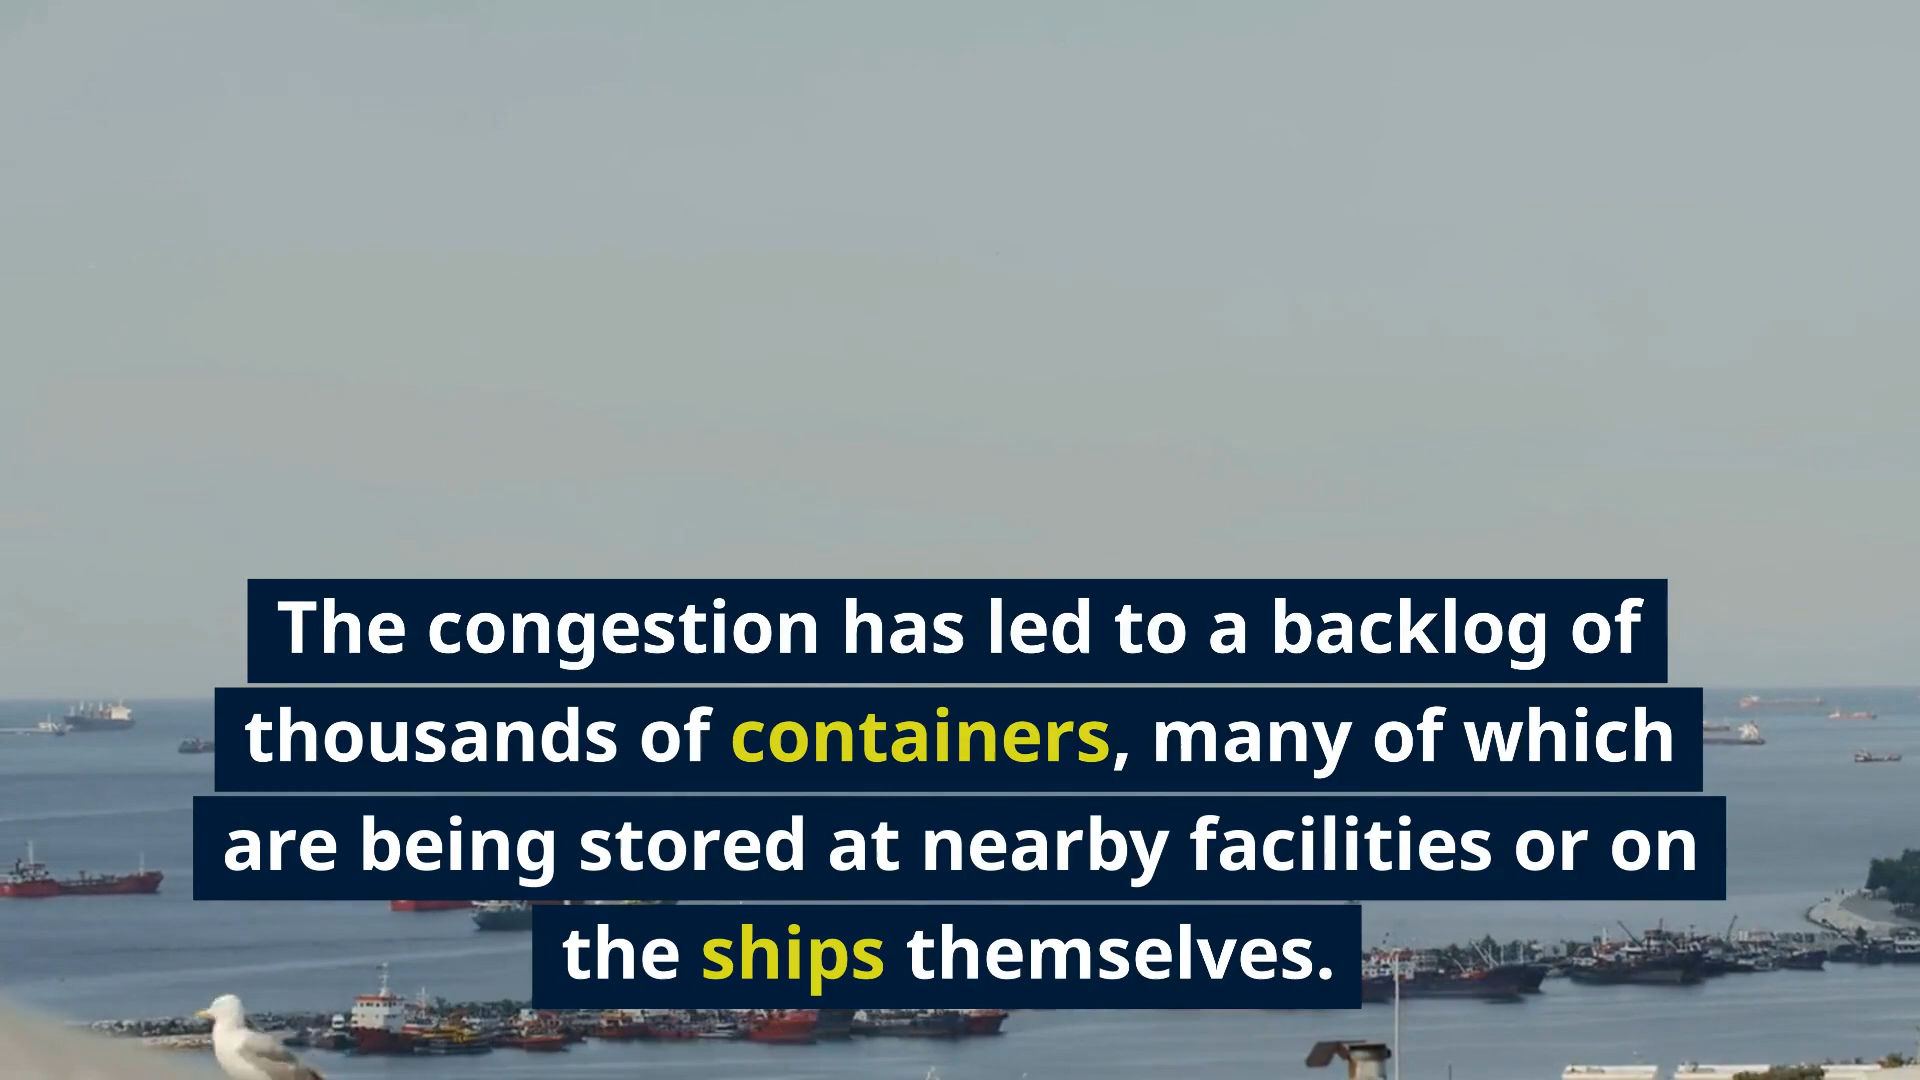 The congestion has led to a backlog of
thousands of containers, many of which
are being stored at nearby facilities or on
the ships themselves.